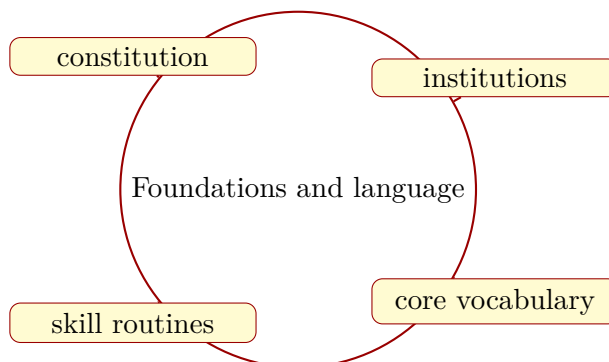 constitution
institutions
Foundations and language
core vocabulary
skill routines